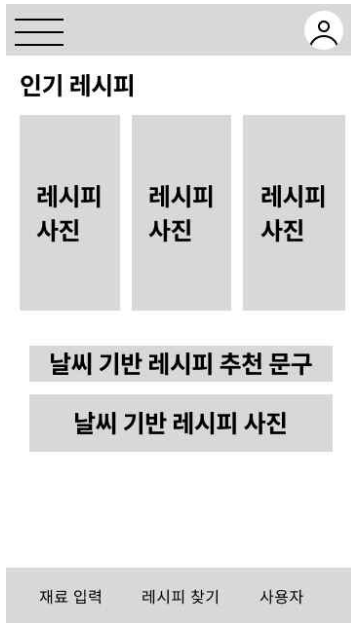 인기 레시피
레시피
사진
레시피
사진
레시피
사진
날씨 기반 레시피 추천 문구
날씨 기반 레시피 사진
재료 입력 레시피 찾기 사용자